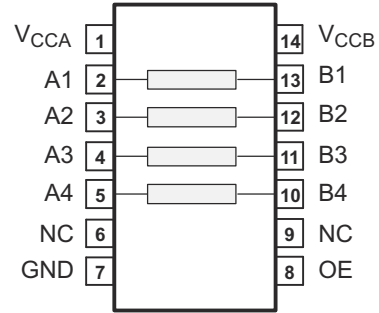 VCCA 1 14 VCCB
A1 2 13 B1
A2 3 12 B2
A3 4 11 B3
A4 5 10 B4
NC 6 9 NC
GND 7 8 OE